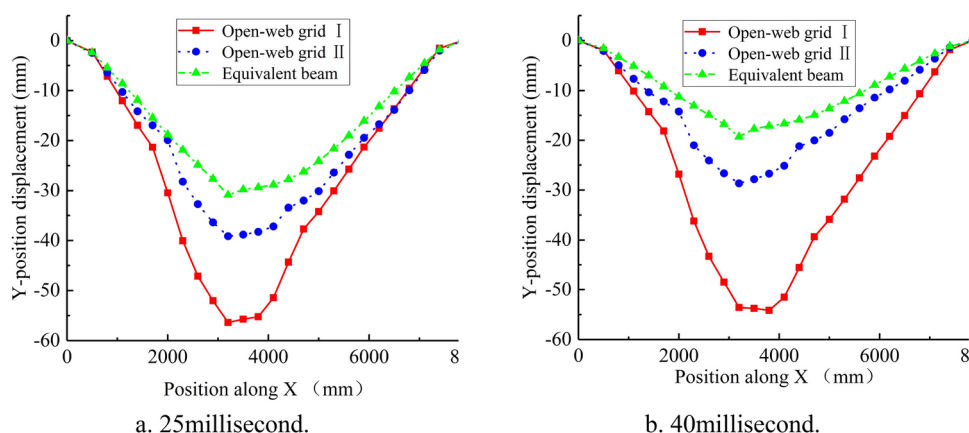 0
-10
-20
-30
-40
-50
-60
Y-position displacement (mm)
Open-web grid Ⅰ
Open-web grid Ⅱ
Equivalent beam
0
2000
4000
6000
8
Position along X （mm）
a. 25millisecond.
0
-10
-20
-30
-40
-50
-60
Y-position displacement (mm)
Open-web grid Ⅰ
Open-web grid Ⅱ
Equivalent beam
0
2000
4000
6000
8
Position along X （mm）
b. 40millisecond.